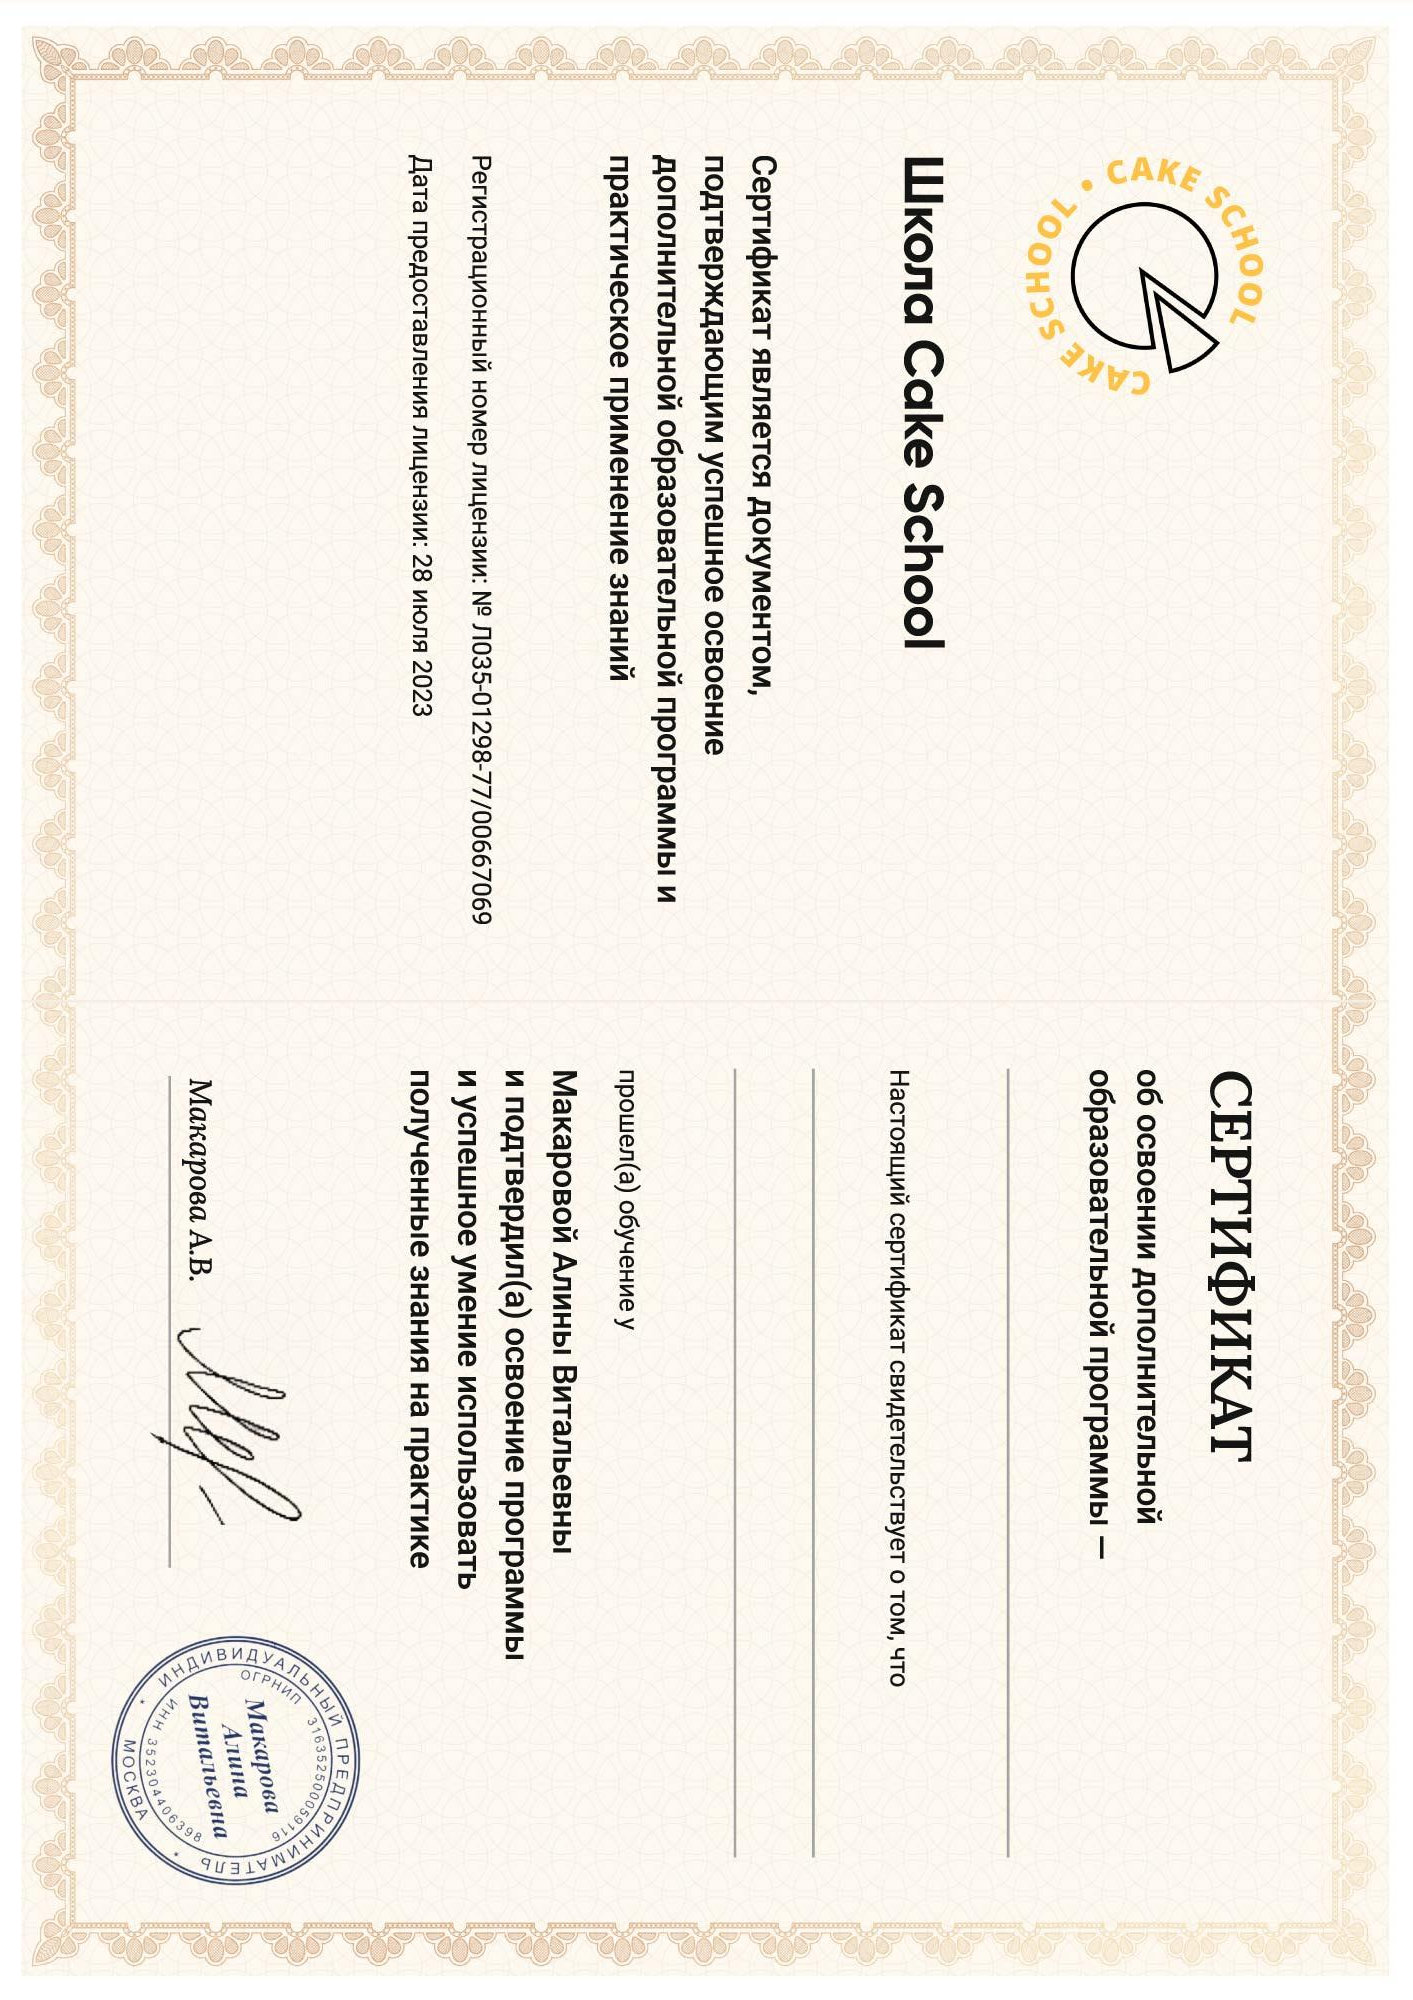 CAKE SCHOOL • CAKE SCHOOL
Школа Cake School
Сертификат является документом,
подтверждающим успешное освоение
дополнительной образовательной программы и
практическое применение знаний
Регистрационный номер лицензии: № Л035-01298-77/00667069
Дата предоставления лицензии: 28 июля 2023
СЕРТИФИКАТ
об освоении дополнительной
образовательной программы —
Настоящий сертификат свидетельствует о том, что
прошел(а) обучение у
Макаровой Алины Витальевны
и подтвердил(а) освоение программы
и успешное умение использовать
полученные знания на практике
Макарова А.В.
ИНДИВИДУАЛЬНЫЙ ПРЕДПРИНИМАТЕЛЬ
МОСКВА
ОГРНИП 316352500059116
ИНН 352304406398
Макарова
Алина
Витальевна